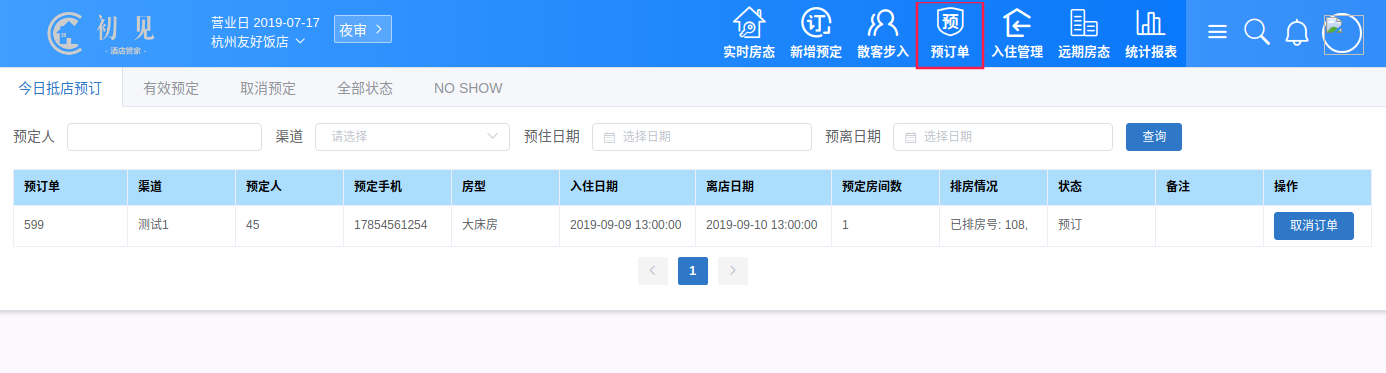 初 见
· 酒店管家 ·
营业日 2019-07-17
杭州友好饭店
夜审
实时房态 新增预定 散客步入 预订单 入住管理 远期房态 统计报表
订 预
今日抵店预订 有效预定 取消预定 全部状态 NO SHOW
预定人 渠道 请选择 预住日期 选择日期 预离日期 选择日期 查询
预订单 渠道 预定人 预定手机 房型 入住日期 离店日期 预定房间数 排房情况 状态 备注 操作
599 测试1 45 17854561254 大床房 2019-09-09 13:00:00 2019-09-10 13:00:00 1 已排房号: 108, 预订 取消订单
1